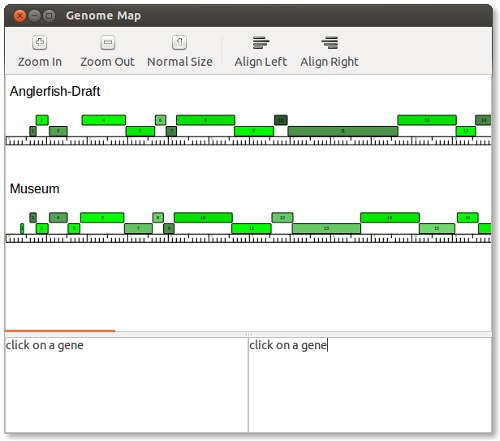 Genome Map
Zoom In Zoom Out Normal Size Align Left Align Right
Anglerfish-Draft
Museum
click on a gene click on a gene